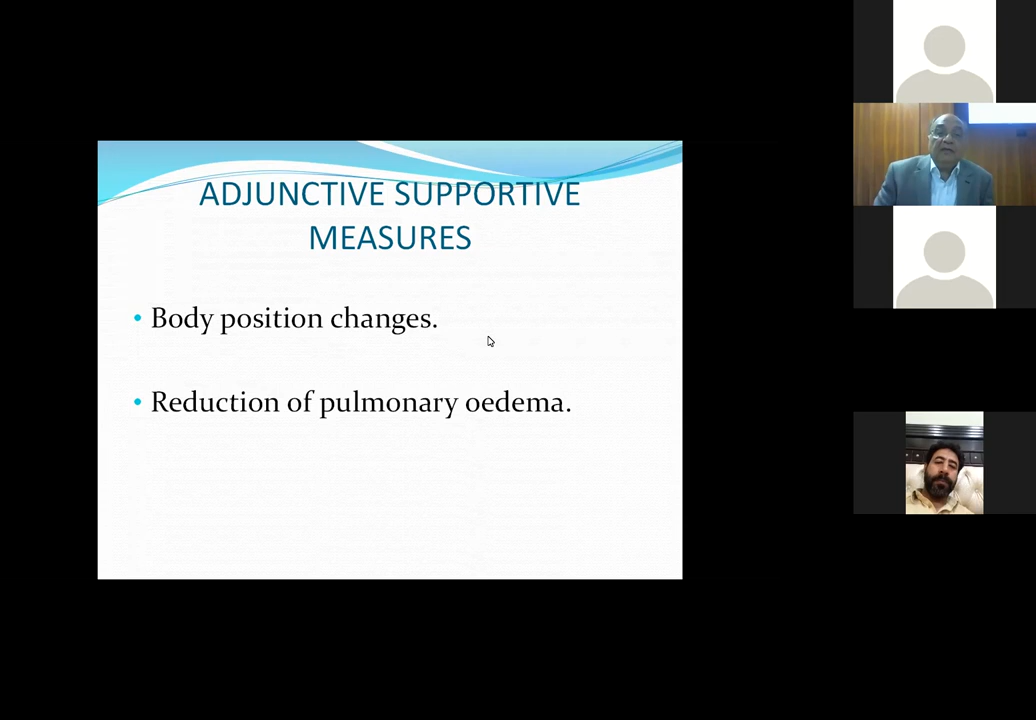 ADJUNCTIVE SUPPORTIVE
MEASURES
• Body position changes.
• Reduction of pulmonary oedema.